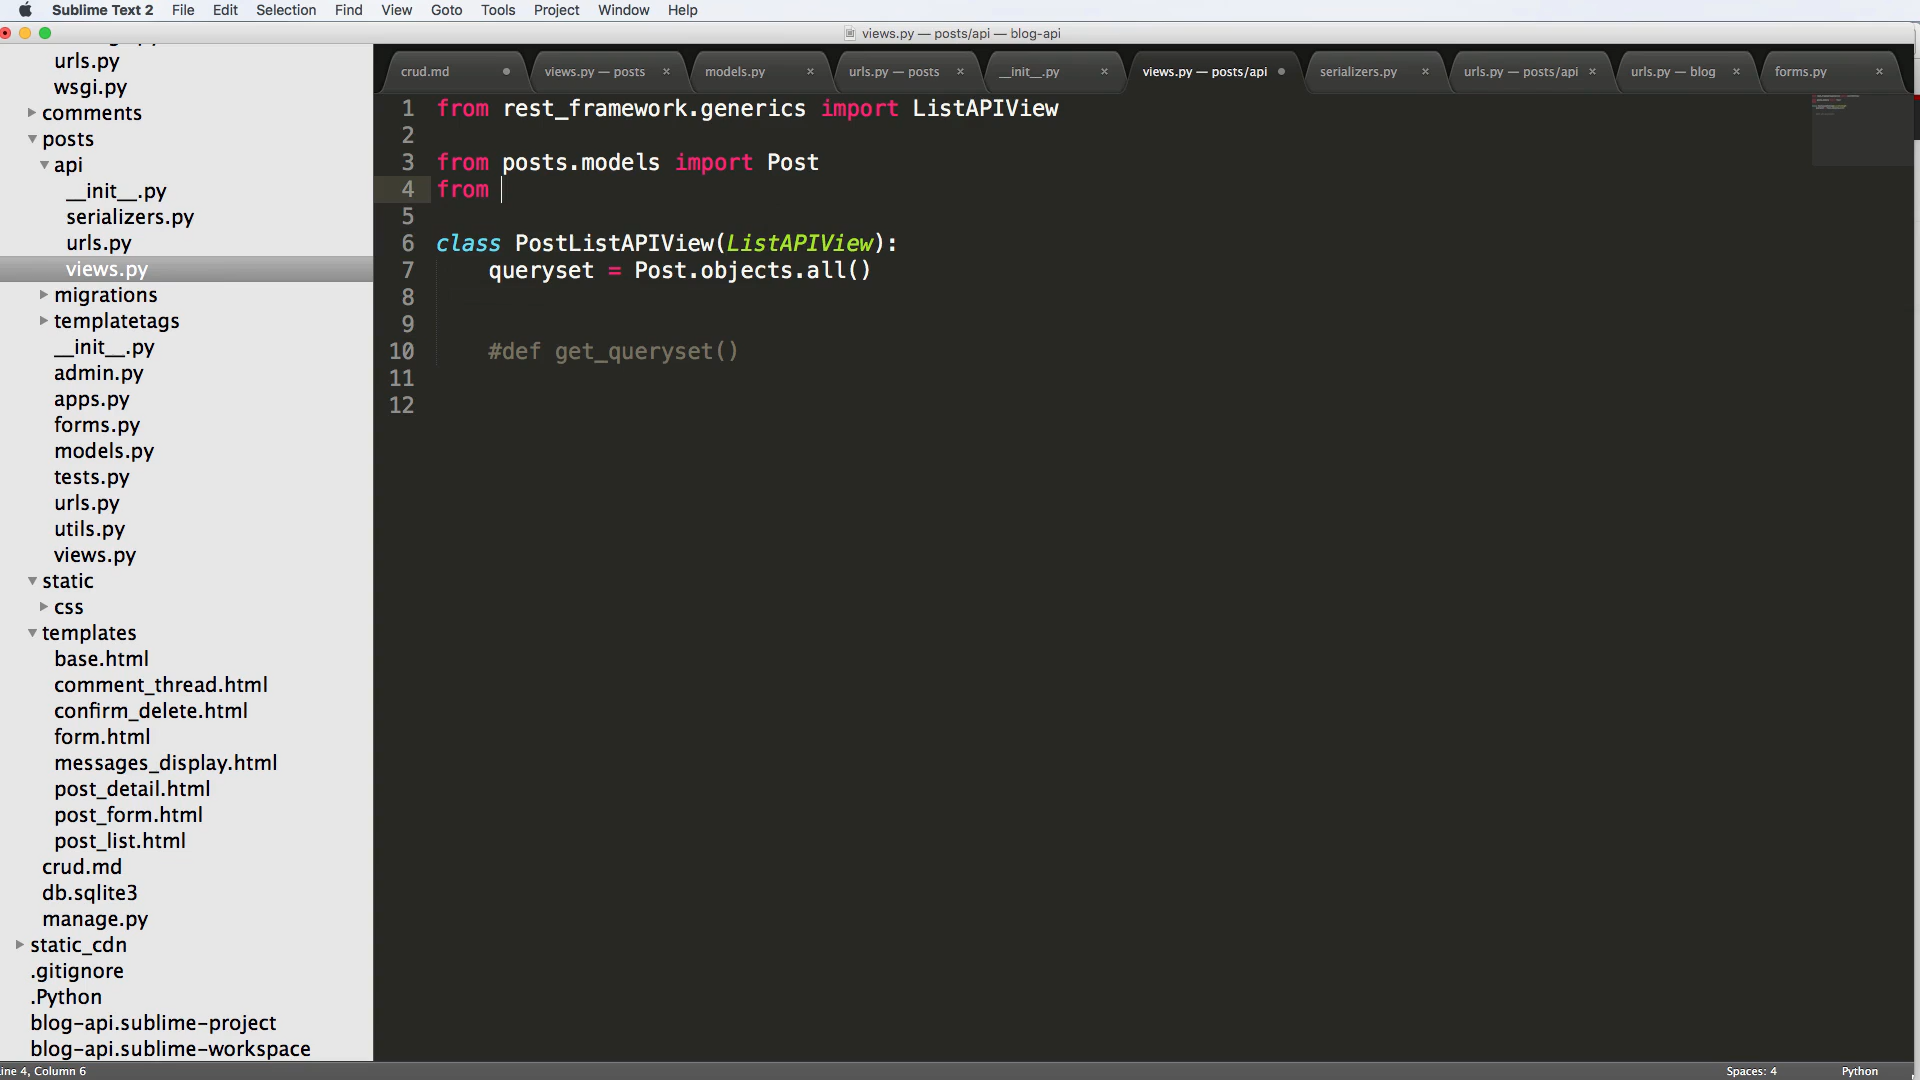 Sublime Text 2 File Edit Selection Find View Goto Tools Project Window Help
views.py — posts/api — blog-api
crud.md views.py — posts models.py urls.py — posts __init__.py views.py — posts/api serializers.py urls.py — posts/api urls.py — blog forms.py
urls.py
wsgi.py
comments
posts
api
__init__.py
serializers.py
urls.py
views.py
migrations
templatetags
__init__.py
admin.py
apps.py
forms.py
models.py
tests.py
urls.py
utils.py
views.py
static
css
templates
base.html
comment_thread.html
confirm_delete.html
form.html
messages_display.html
post_detail.html
post_form.html
post_list.html
crud.md
db.sqlite3
manage.py
static_cdn
.gitignore
.Python
blog-api.sublime-project
blog-api.sublime-workspace
1 from rest_framework.generics import ListAPIView
2
3 from posts.models import Post
4 from
5
6 class PostListAPIView(ListAPIView):
7 queryset = Post.objects.all()
8
9
10 #def get_queryset()
11
12
ine 4, Column 6 Spaces: 4 Python